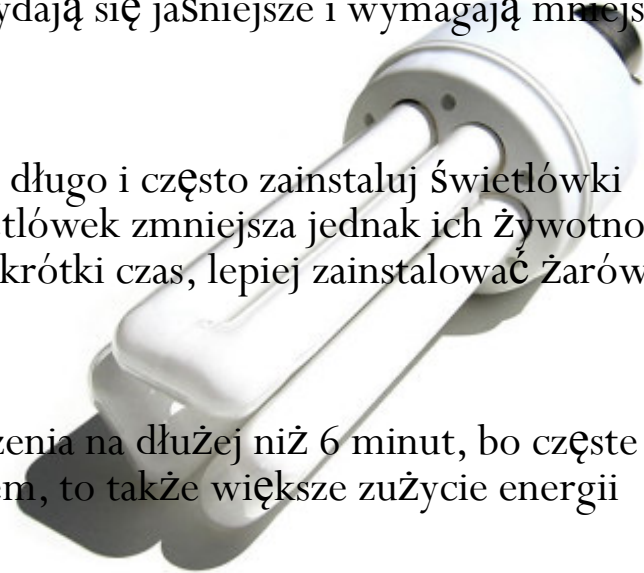 ydają się jaśniejsze i wymagają mniejs
długo i często zainstaluj świetlówki
tlówek zmniejsza jednak ich żywotno
krótki czas, lepiej zainstalować żarów
zenia na dłużej niż 6 minut, bo częste
em, to także większe zużycie energii